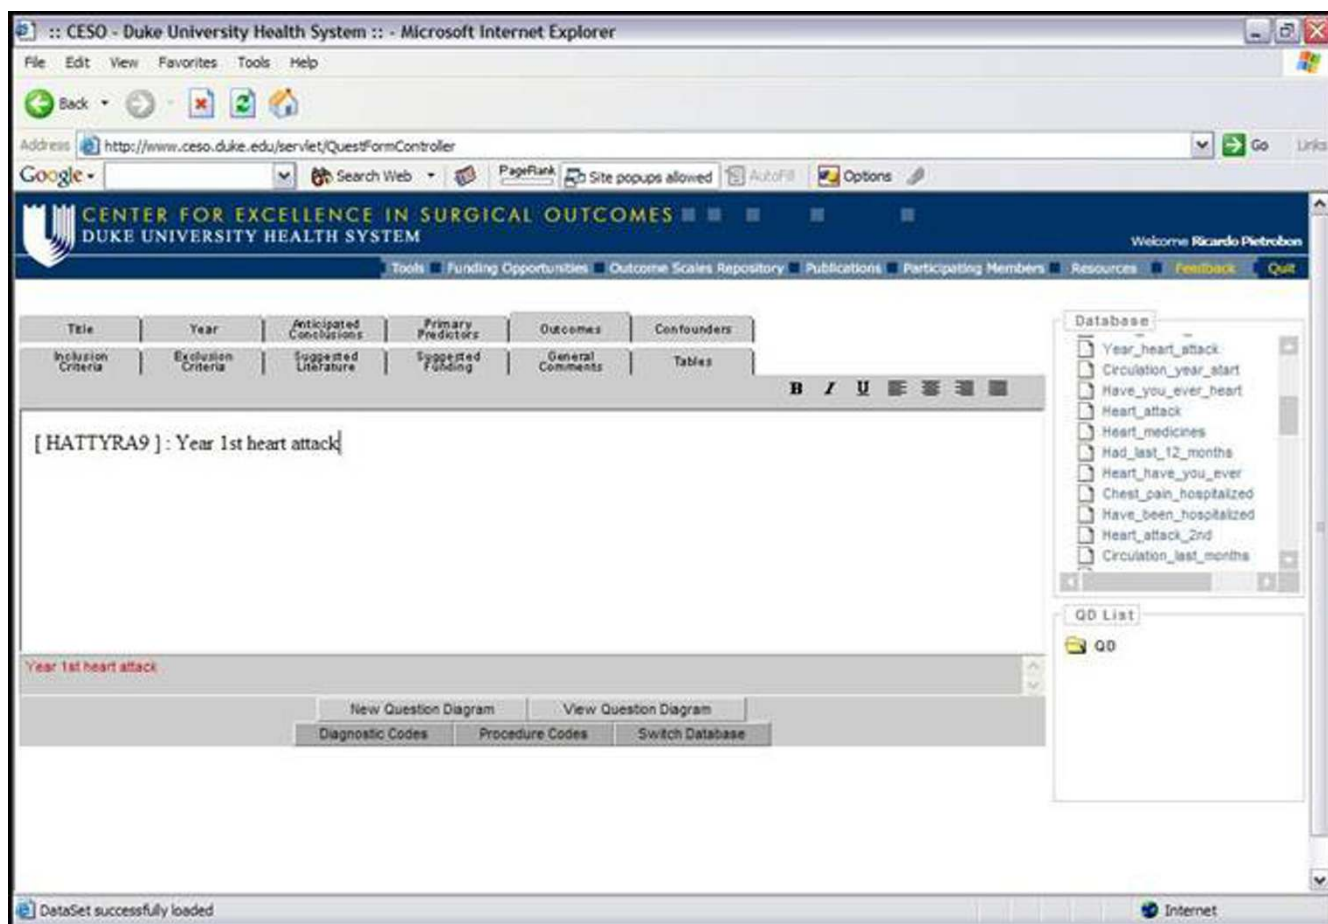 :: CESO - Duke University Health System :: - Microsoft Internet Explorer
File Edit View Favorites Tools Help
Back
Address http://www.ceso.duke.edu/servlet/QuestFormController Go Links
Google Search Web PageRank Site popups allowed AutoFill Options
CENTER FOR EXCELLENCE IN SURGICAL OUTCOMES
DUKE UNIVERSITY HEALTH SYSTEM
Welcome Ricardo Pietrobon
Tools Funding Opportunities Outcome Scales Repository Publications Participating Members Resources Feedback Quit
Title Year Anticipated Conclusions Primary Predictors Outcomes Confounders
Inclusion Criteria Exclusion Criteria Suggested Literature Suggested Funding General Comments Tables
B I U
[ HATTYRA9 ] : Year 1st heart attack
Year 1st heart attack
New Question Diagram View Question Diagram
Diagnostic Codes Procedure Codes Switch Database
Database
Year_heart_attack
Circulation_year_start
Have_you_ever_heart
Heart_attack
Heart_medicines
Had_last_12_months
Heart_have_you_ever
Chest_pain_hospitalized
Have_been_hospitalized
Heart_attack_2nd
Circulation_last_months
QD List
QD
DataSet successfully loaded
Internet